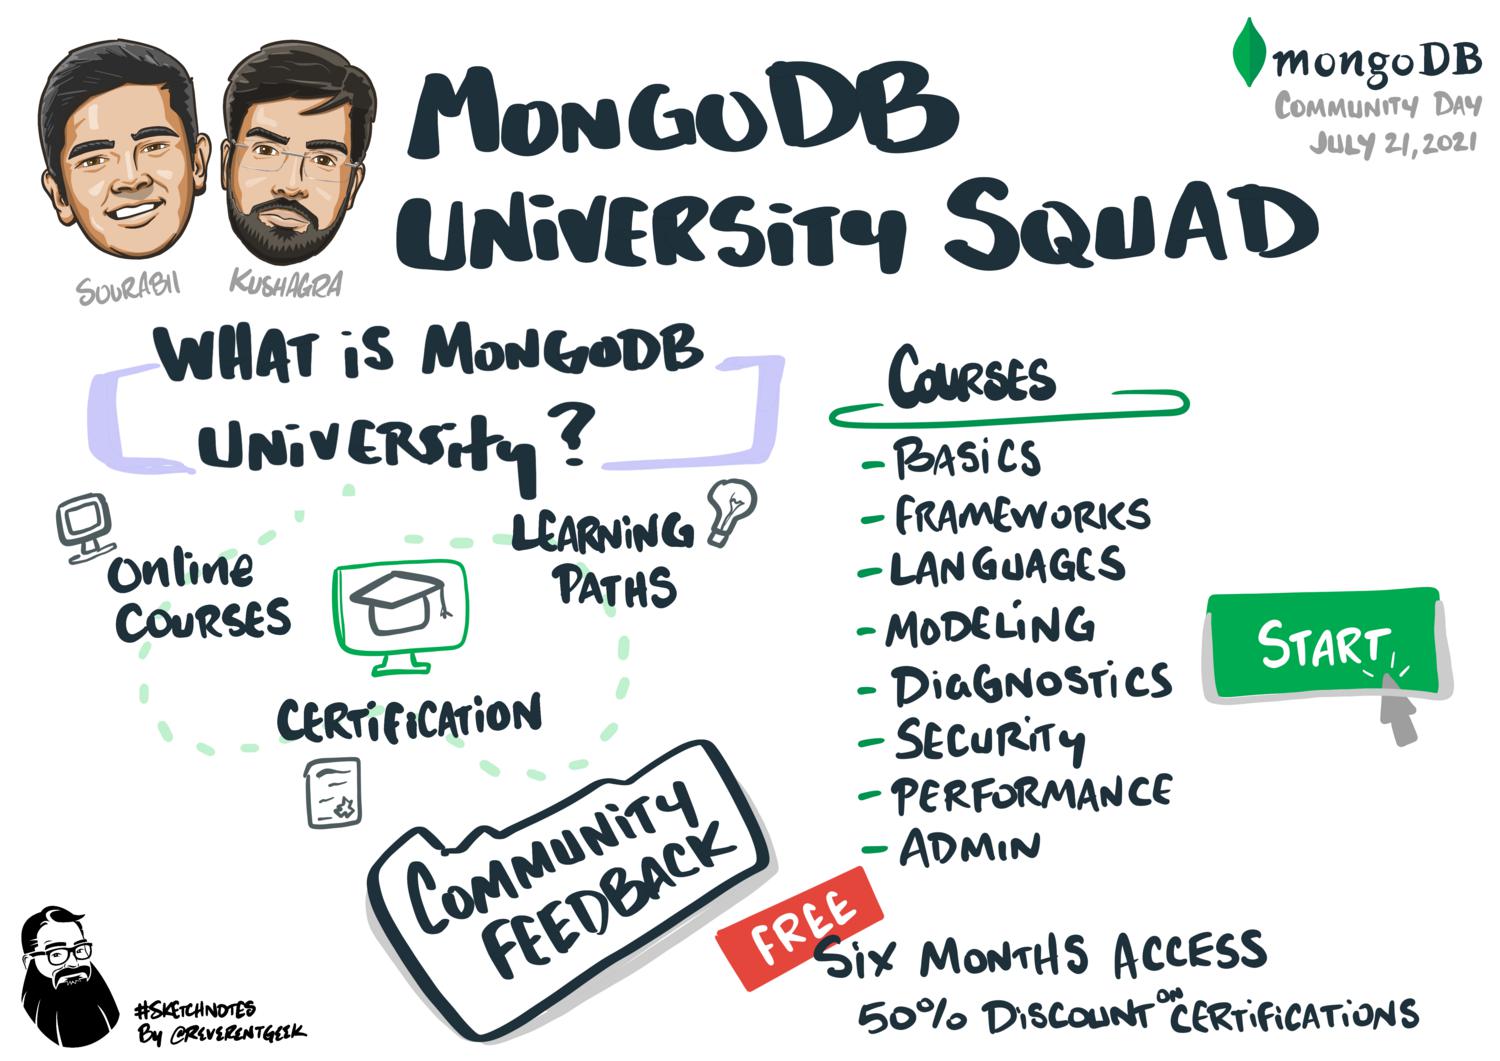 MONGODB
UNIVERSITY SQUAD
mongoDB
COMMUNITY DAY
JULY 21, 2021
SOURABH
KUSHAGRA
WHAT iS MONGODB
UNIVERSITY?
ONLINE
COURSES
LEARNING
PATHS
CERTIFICATION
COMMUNITY
FEEDBACK
COURSES
- BASICS
- FRAMEWORKS
- LANGUAGES
- MODELING
- DIAGNOSTICS
- SECURITY
- PERFORMANCE
- ADMIN
START
FREE
SIX MONTHS ACCESS
50% DISCOUNT ON CERTIFICATIONS
#SKETCHNOTES
By @REVERENTGEEK